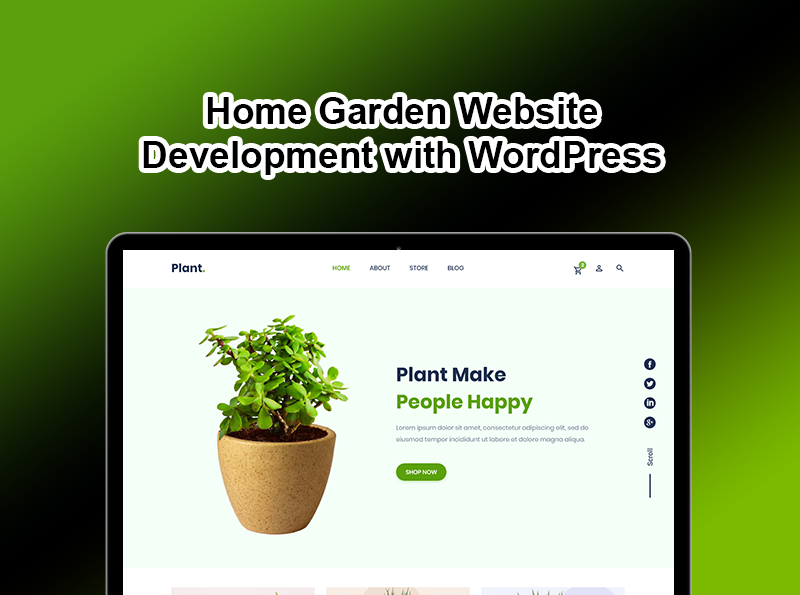 Home Garden Website
Development with WordPress
Plant.
HOME ABOUT STORE BLOG
3
Plant Make
People Happy
Lorem ipsum dolor sit amet, consectetur adipiscing elit, sed do
eiusmod tempor incididunt ut labore et dolore magna aliqua.
SHOP NOW
Scroll